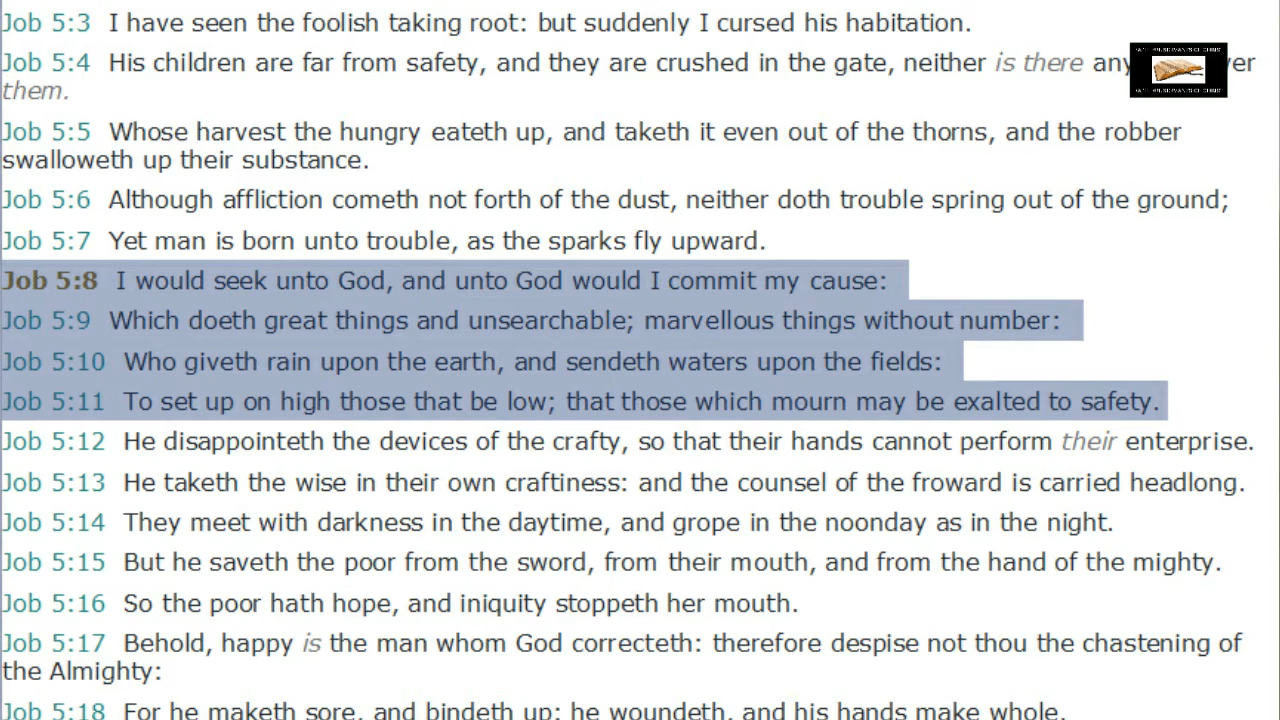 Job 5:3 I have seen the foolish taking root: but suddenly I cursed his habitation.
Job 5:4 His children are far from safety, and they are crushed in the gate, neither is there
them.
Job 5:5 Whose harvest the hungry eateth up, and taketh it even out of the thorns, and the robber
swalloweth up their substance.
Job 5:6 Although affliction cometh not forth of the dust, neither doth trouble spring out of the ground;
Job 5:7 Yet man is born unto trouble, as the sparks fly upward.
Job 5:8 I would seek unto God, and unto God would I commit my cause:
Job 5:9 Which doeth great things and unsearchable; marvellous things without number:
Job 5:10 Who giveth rain upon the earth, and sendeth waters upon the fields:
Job 5:11 To set up on high those that be low; that those which mourn may be exalted to safety.
Job 5:12 He disappointeth the devices of the crafty, so that their hands cannot perform their enterprise.
Job 5:13 He taketh the wise in their own craftiness: and the counsel of the froward is carried headlong.
Job 5:14 They meet with darkness in the daytime, and grope in the noonday as in the night.
Job 5:15 But he saveth the poor from the sword, from their mouth, and from the hand of the mighty.
Job 5:16 So the poor hath hope, and iniquity stoppeth her mouth.
Job 5:17 Behold, happy is the man whom God correcteth: therefore despise not thou the chastening of
the Almighty:
Job 5:18 For he maketh sore, and bindeth up: he woundeth, and his hands make whole.